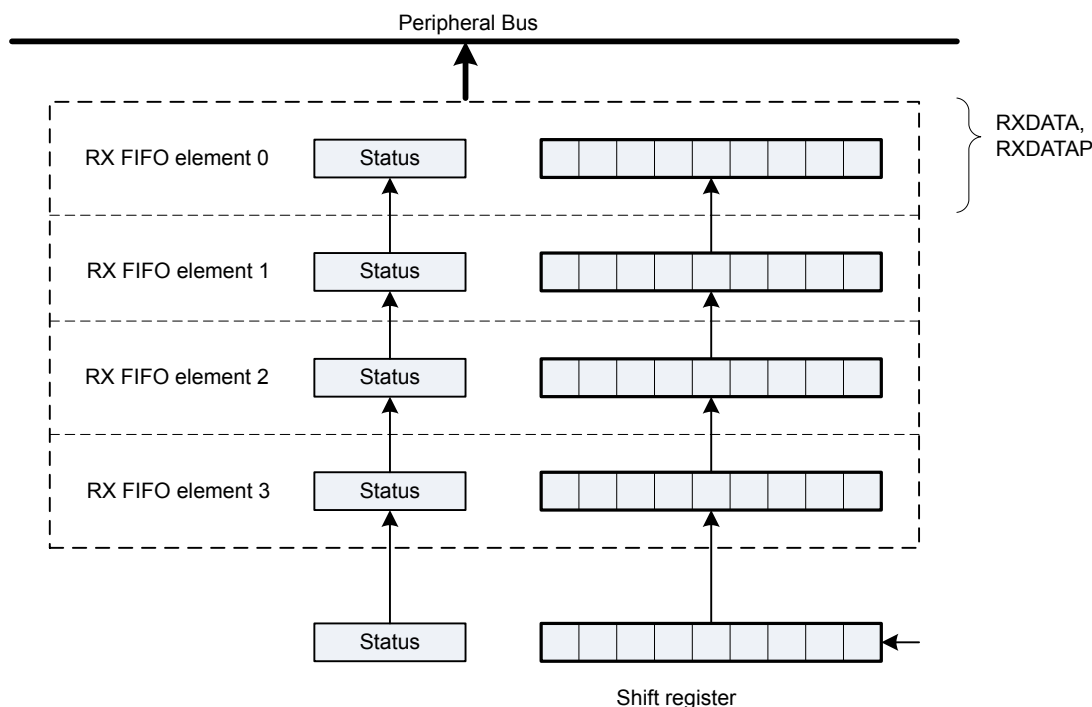 Peripheral Bus
RXDATA,
RXDATAP
RX FIFO element 0
Status
RX FIFO element 1
Status
RX FIFO element 2
Status
RX FIFO element 3
Status
Status
Shift register